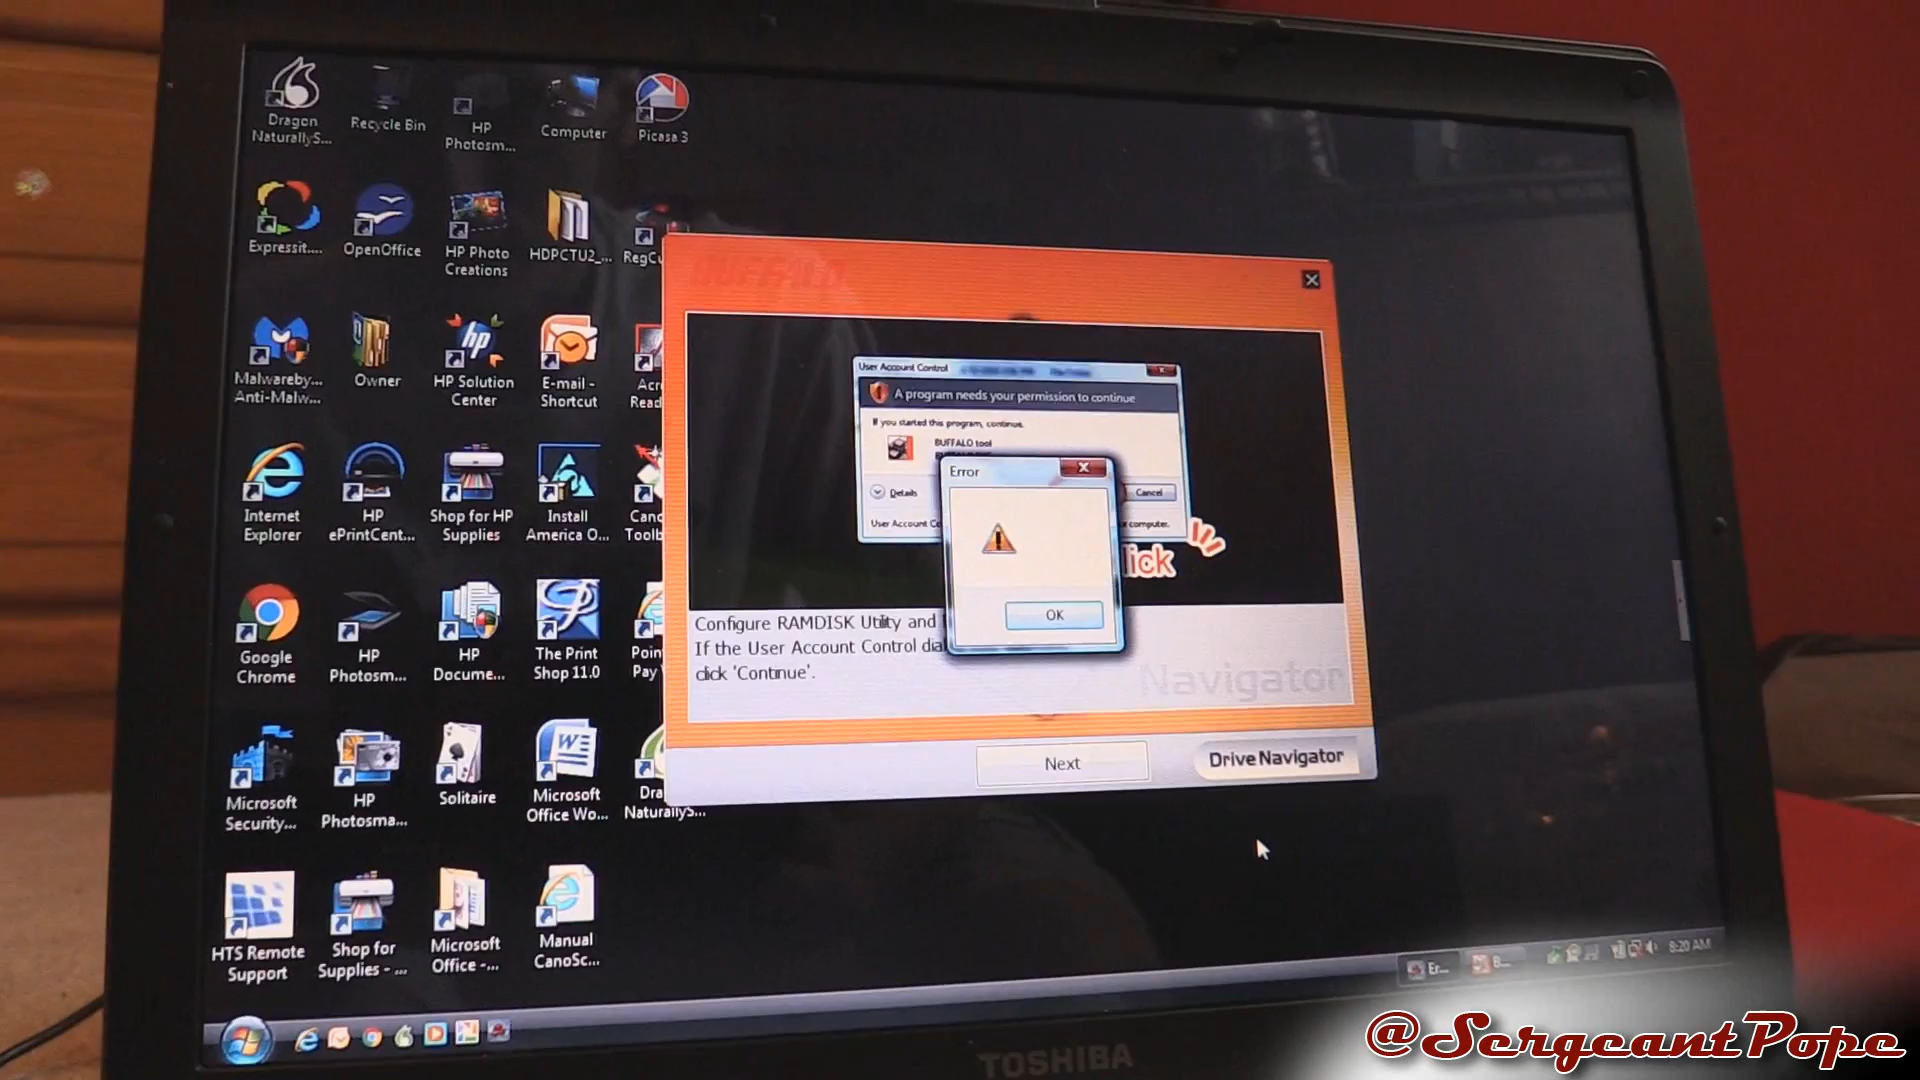 Dragon
NaturallyS...
Recycle Bin
HP
Photosm...
Computer
Picasa 3
Expressit....
OpenOffice
HP Photo
Creations
HDPCTU2_...
RegCu
Malwareby...
Anti-Malw...
Owner
HP Solution
Center
E-mail -
Shortcut
Acr
Read
Internet
Explorer
HP
ePrintCent...
Shop for HP
Supplies
Install
America O...
Cano
Toolb
Google
Chrome
HP
Photosm...
HP
Docume...
The Print
Shop 11.0
Poin
Pay
Microsoft
Security...
HP
Photosma...
Solitaire
Microsoft
Office Wo...
Dra
NaturallyS...
HTS Remote
Support
Shop for
Supplies - ...
Microsoft
Office -...
Manual
CanoSc...
BUFFALO
User Account Control
A program needs your permission to continue
If you started this program, continue.
BUFFALO tool
Details
Cancel
User Account Co
r computer.
lick
Error
OK
Configure RAMDISK Utility and
If the User Account Control dia
click 'Continue'.
Navigator
Next
Drive Navigator
Er...
B...
8:20 AM
TOSHIBA
@SergeantPope